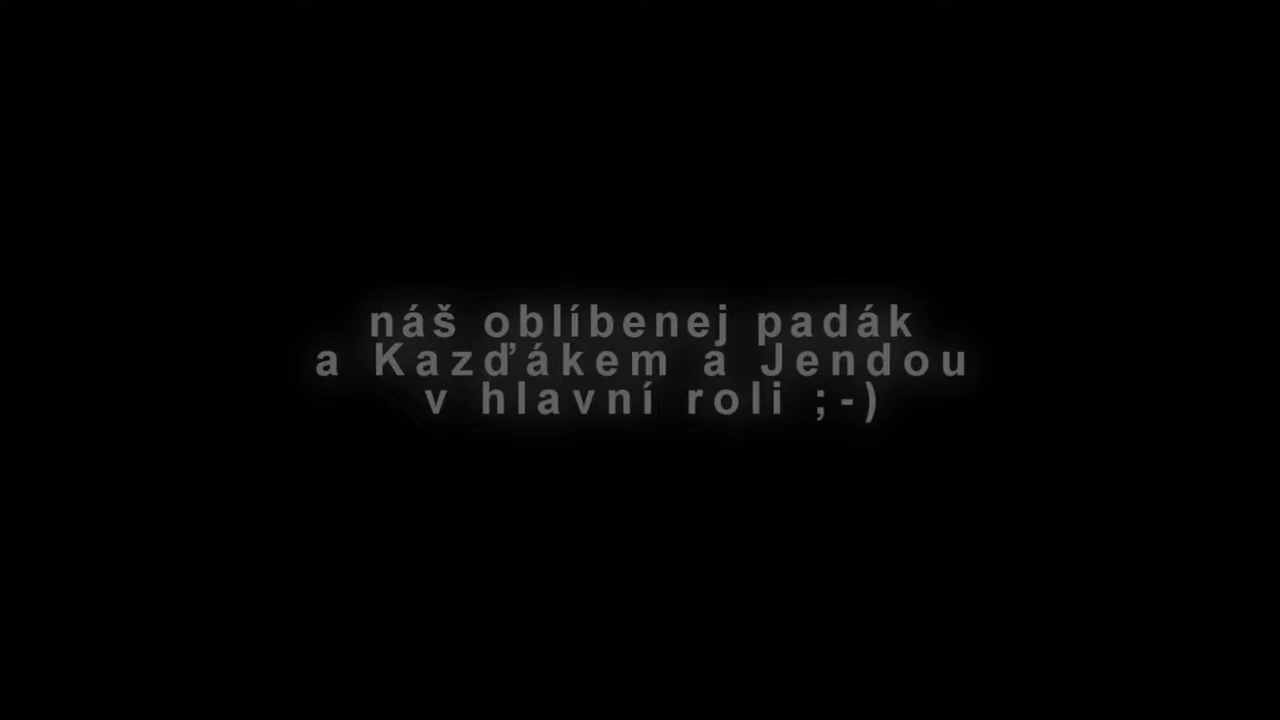 náš oblíbenej padák
a Kazďákem a Jendou
v hlavní roli ;-)